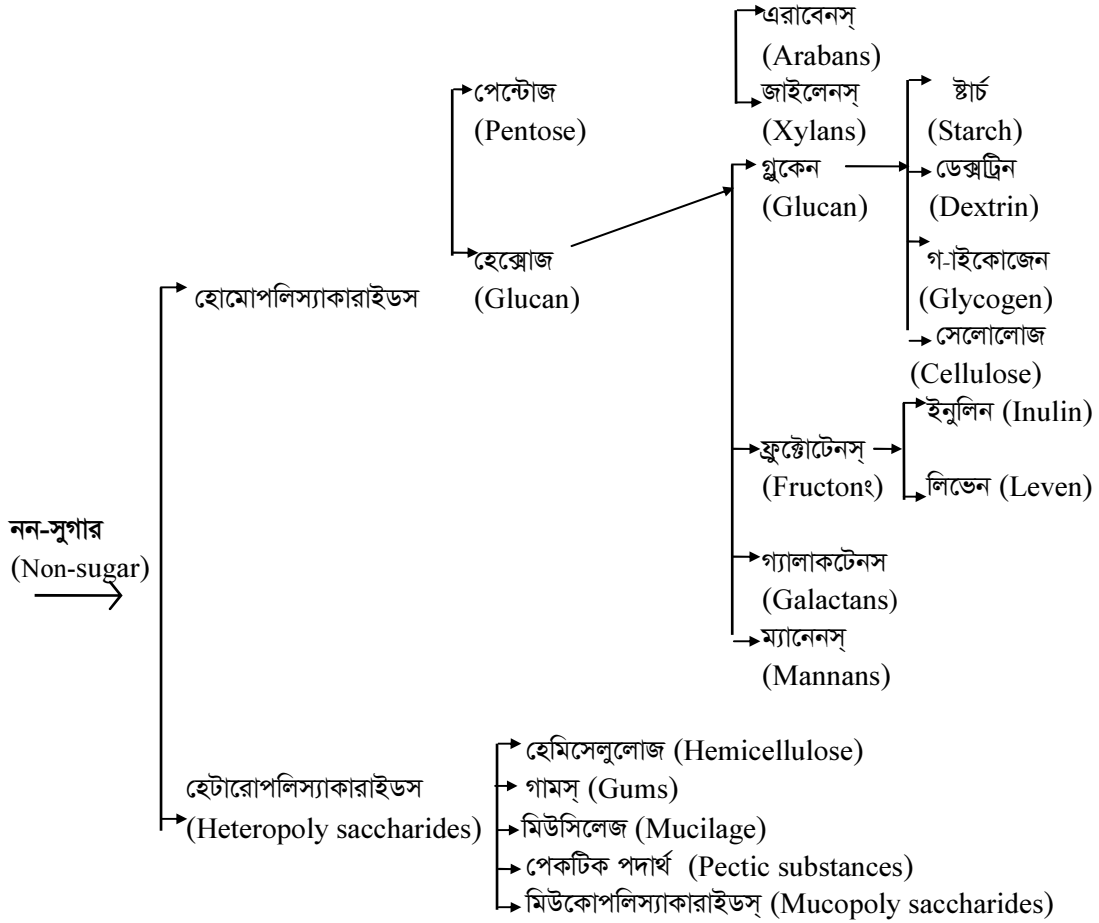 এরাবেনস্
(Arabans)
পেন্টোজ
(Pentose)
জাইলেনস্
(Xylans)
ষ্টার্চ
(Starch)
গ্লুকেন
(Glucan)
ডেক্সট্রিন
(Dextrin)
হেক্সোজ
(Glucan)
গ-াইকোজেন
(Glycogen)
হোমোপলিস্যাকারাইডস
সেলোলোজ
(Cellulose)
ইনুলিন (Inulin)
ফ্রুক্টোটেনস্
(Fructonং)
লিভেন (Leven)
নন-সুগার
(Non-sugar)
গ্যালাকটেনস
(Galactans)
ম্যানেনস্
(Mannans)
হেটারোপলিস্যাকারাইডস
(Heteropoly saccharides)
হেমিসেলুলোজ (Hemicellulose)
গামস্ (Gums)
মিউসিলেজ (Mucilage)
পেকটিক পদার্থ (Pectic substances)
মিউকোপলিস্যাকারাইডস্ (Mucopoly saccharides)